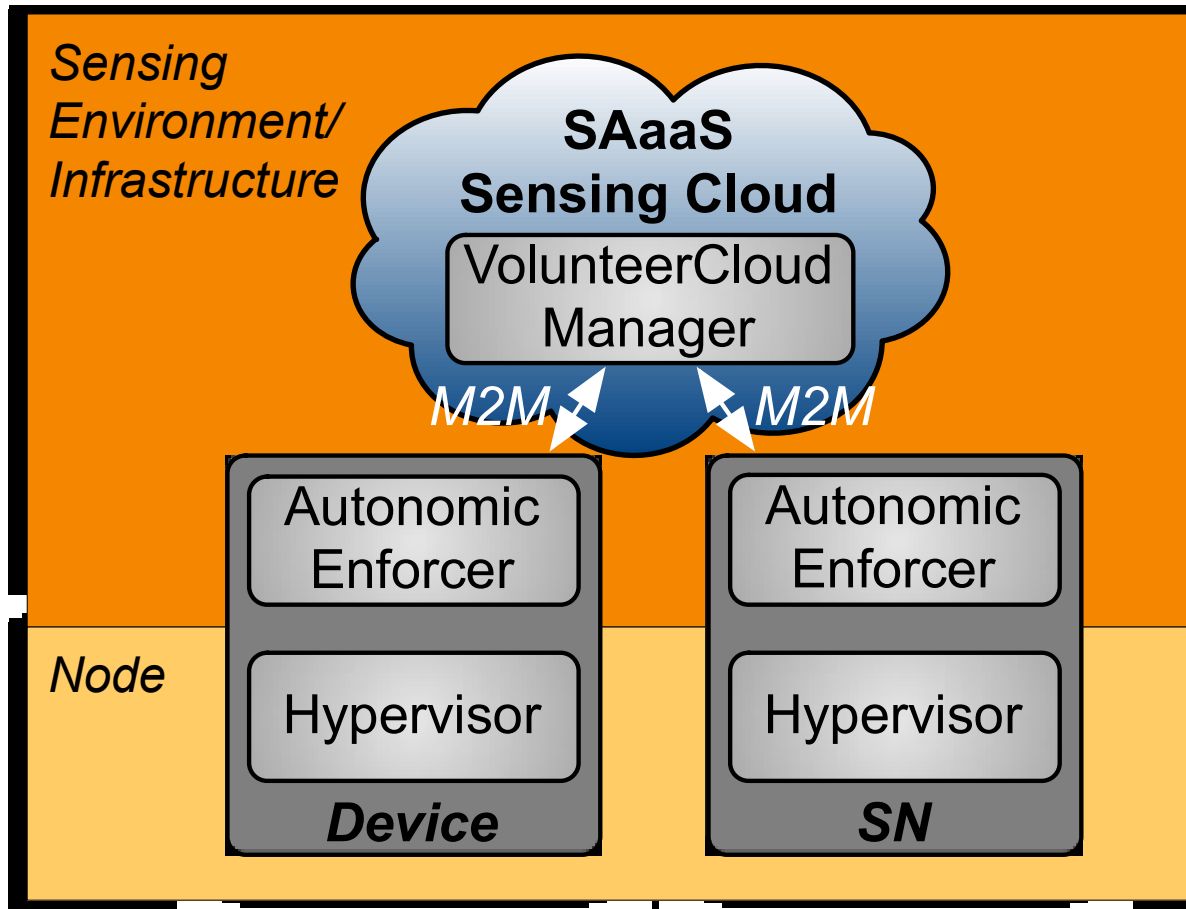 Sensing
Environment/
Infrastructure
SAaaS
Sensing Cloud
VolunteerCloud
Manager
M2M
M2M
Autonomic
Enforcer
Autonomic
Enforcer
Node
Hypervisor
Hypervisor
Device
SN